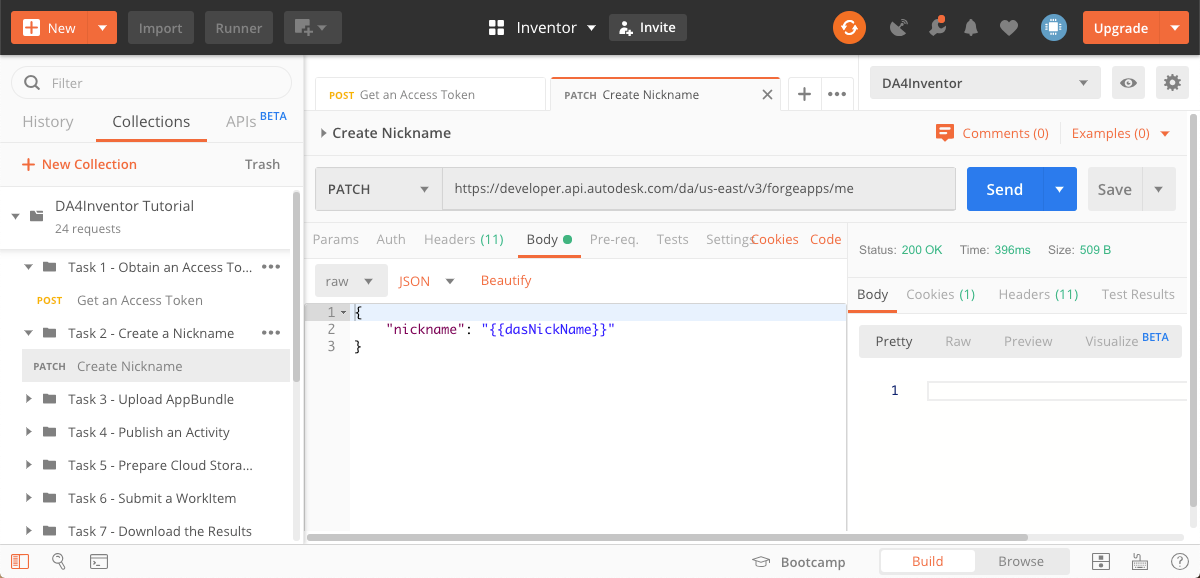 New Import Runner Inventor Invite Upgrade
Filter
History Collections APIs BETA
New Collection Trash
DA4Inventor Tutorial
24 requests
Task 1 - Obtain an Access To...
POST Get an Access Token
Task 2 - Create a Nickname
PATCH Create Nickname
Task 3 - Upload AppBundle
Task 4 - Publish an Activity
Task 5 - Prepare Cloud Stora...
Task 6 - Submit a WorkItem
Task 7 - Download the Results
POST Get an Access Token PATCH Create Nickname DA4Inventor
Create Nickname Comments (0) Examples (0)
PATCH https://developer.api.autodesk.com/da/us-east/v3/forgeapps/me Send Save
Params Auth Headers (11) Body Pre-req. Tests Settings Cookies Code
raw JSON Beautify
1 {
2 "nickname": "{{dasNickName}}"
3 }
Status: 200 OK Time: 396ms Size: 509 B
Body Cookies (1) Headers (11) Test Results
Pretty Raw Preview Visualize BETA
1
Bootcamp Build Browse